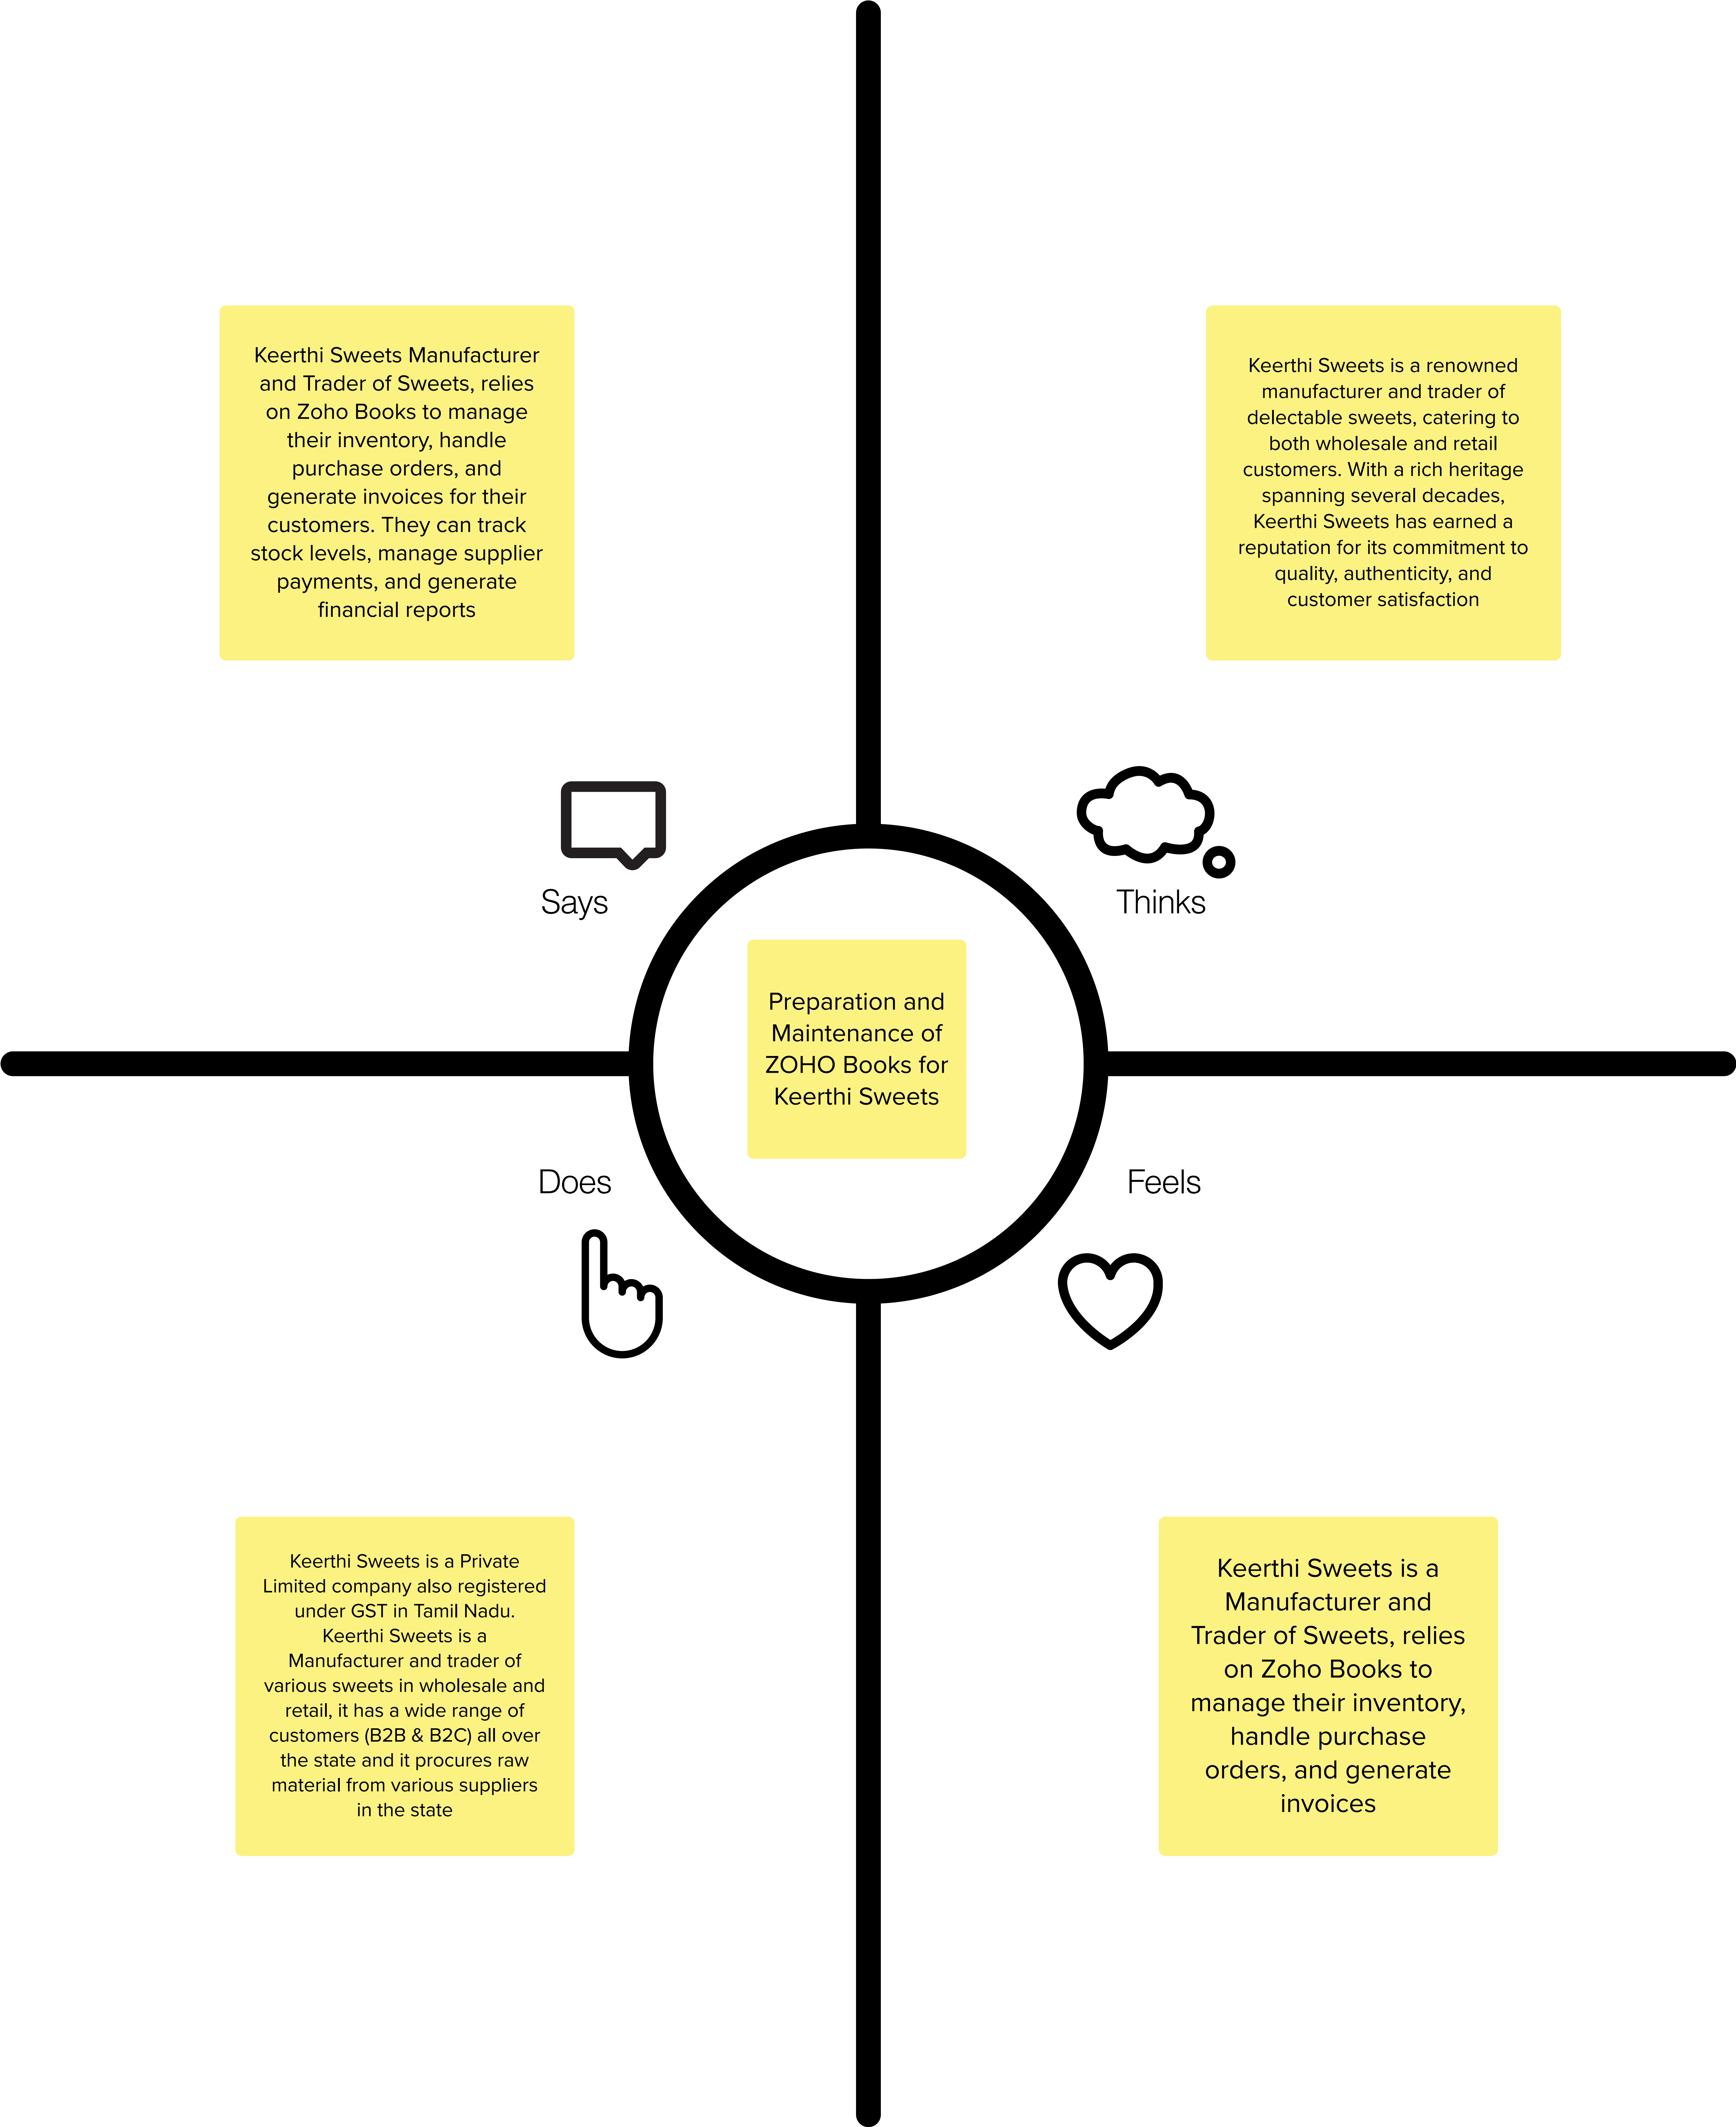 Keerthi Sweets Manufacturer
and Trader of Sweets, relies
on Zoho Books to manage
their inventory, handle
purchase orders, and
generate invoices for their
customers. They can track
stock levels, manage supplier
payments, and generate
financial reports
Keerthi Sweets is a renowned
manufacturer and trader of
delectable sweets, catering to
both wholesale and retail
customers. With a rich heritage
spanning several decades,
Keerthi Sweets has earned a
reputation for its commitment to
quality, authenticity, and
customer satisfaction
Says
Thinks
Preparation and
Maintenance of
ZOHO Books for
Keerthi Sweets
Does
Feels
Keerthi Sweets is a Private
Limited company also registered
under GST in Tamil Nadu.
Keerthi Sweets is a
Manufacturer and trader of
various sweets in wholesale and
retail, it has a wide range of
customers (B2B & B2C) all over
the state and it procures raw
material from various suppliers
in the state
Keerthi Sweets is a
Manufacturer and
Trader of Sweets, relies
on Zoho Books to
manage their inventory,
handle purchase
orders, and generate
invoices